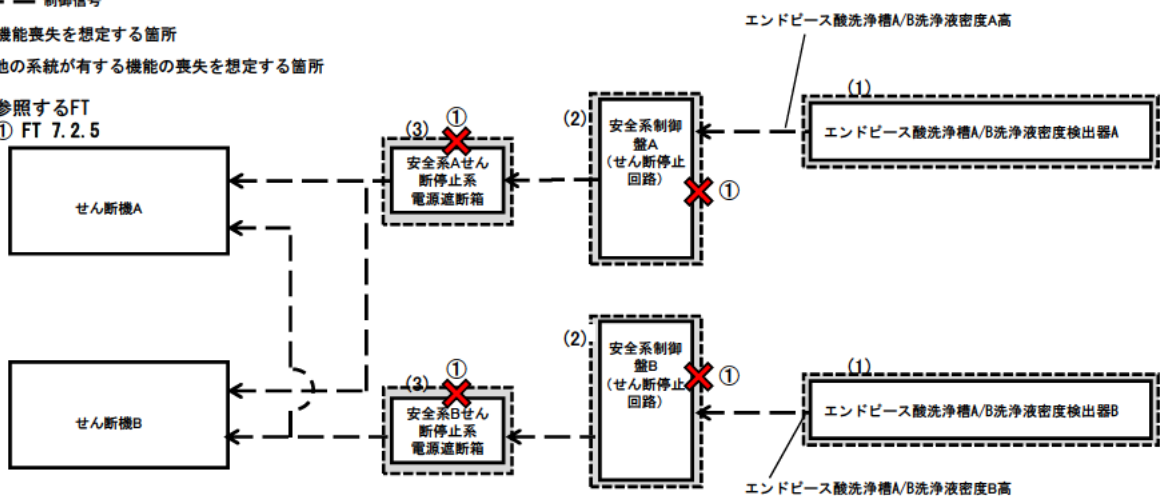 制御信号
機能喪失を想定する箇所
他の系統が有する機能の喪失を想定する箇所
参照するFT
① FT 7.2.5
エンドピース酸洗浄槽A/B洗浄液密度A高
(1)
エンドピース酸洗浄槽A/B洗浄液密度検出器A
(2)
安全系制御
盤A
(せん断停止
回路)
①
(3)
①
安全系Aせん
断停止系
電源遮断箱
せん断機A
(1)
エンドピース酸洗浄槽A/B洗浄液密度検出器B
(2)
安全系制御
盤B
(せん断停止
回路)
①
(3)
①
安全系Bせん
断停止系
電源遮断箱
せん断機B
エンドピース酸洗浄槽A/B洗浄液密度B高